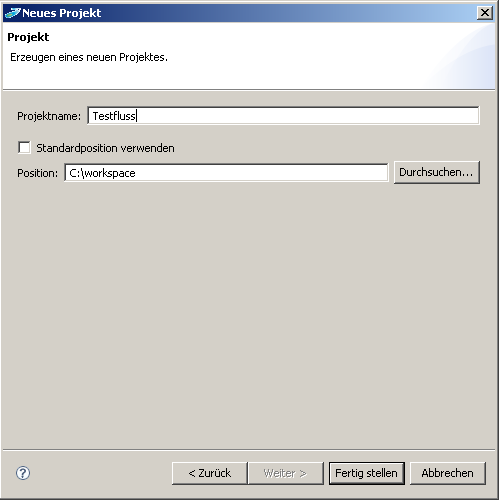 Neues Projekt
Projekt
Erzeugen eines neuen Projektes.
Projektname: Testfluss
Standardposition verwenden
Position: C:\workspace Durchsuchen...
? < Zurück Weiter > Fertig stellen Abbrechen